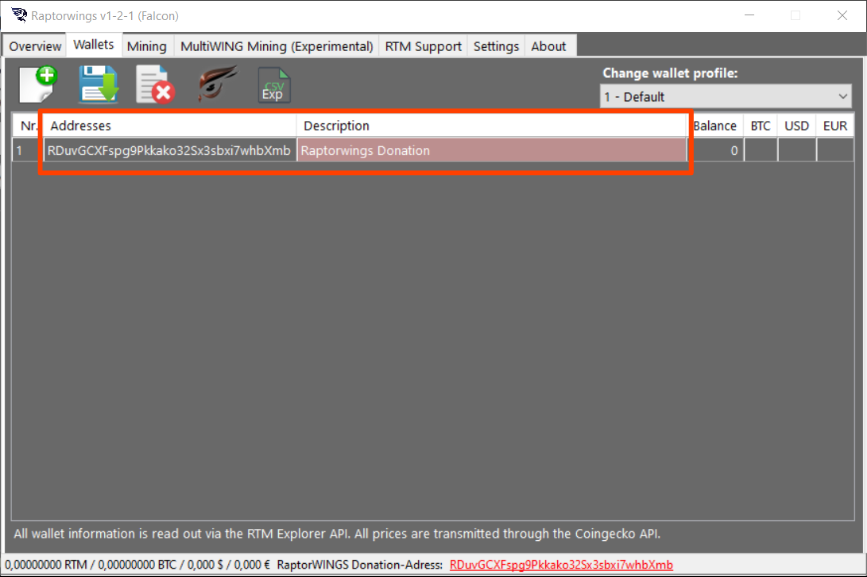 Raptorwings v1-2-1 (Falcon)
Overview Wallets Mining MultiWING Mining (Experimental) RTM Support Settings About
CSV
Exp
Change wallet profile:
1 - Default
Nr. Addresses Description Balance BTC USD EUR
1 RDuvGCXFspg9Pkkako32Sx3sbxi7whbXmb Raptorwings Donation 0
All wallet information is read out via the RTM Explorer API. All prices are transmitted through the Coingecko API.
0,00000000 RTM / 0,00000000 BTC / 0,000 $ / 0,000 € RaptorWINGS Donation-Adress: RDuvGCXFspg9Pkkako32Sx3sbxi7whbXmb